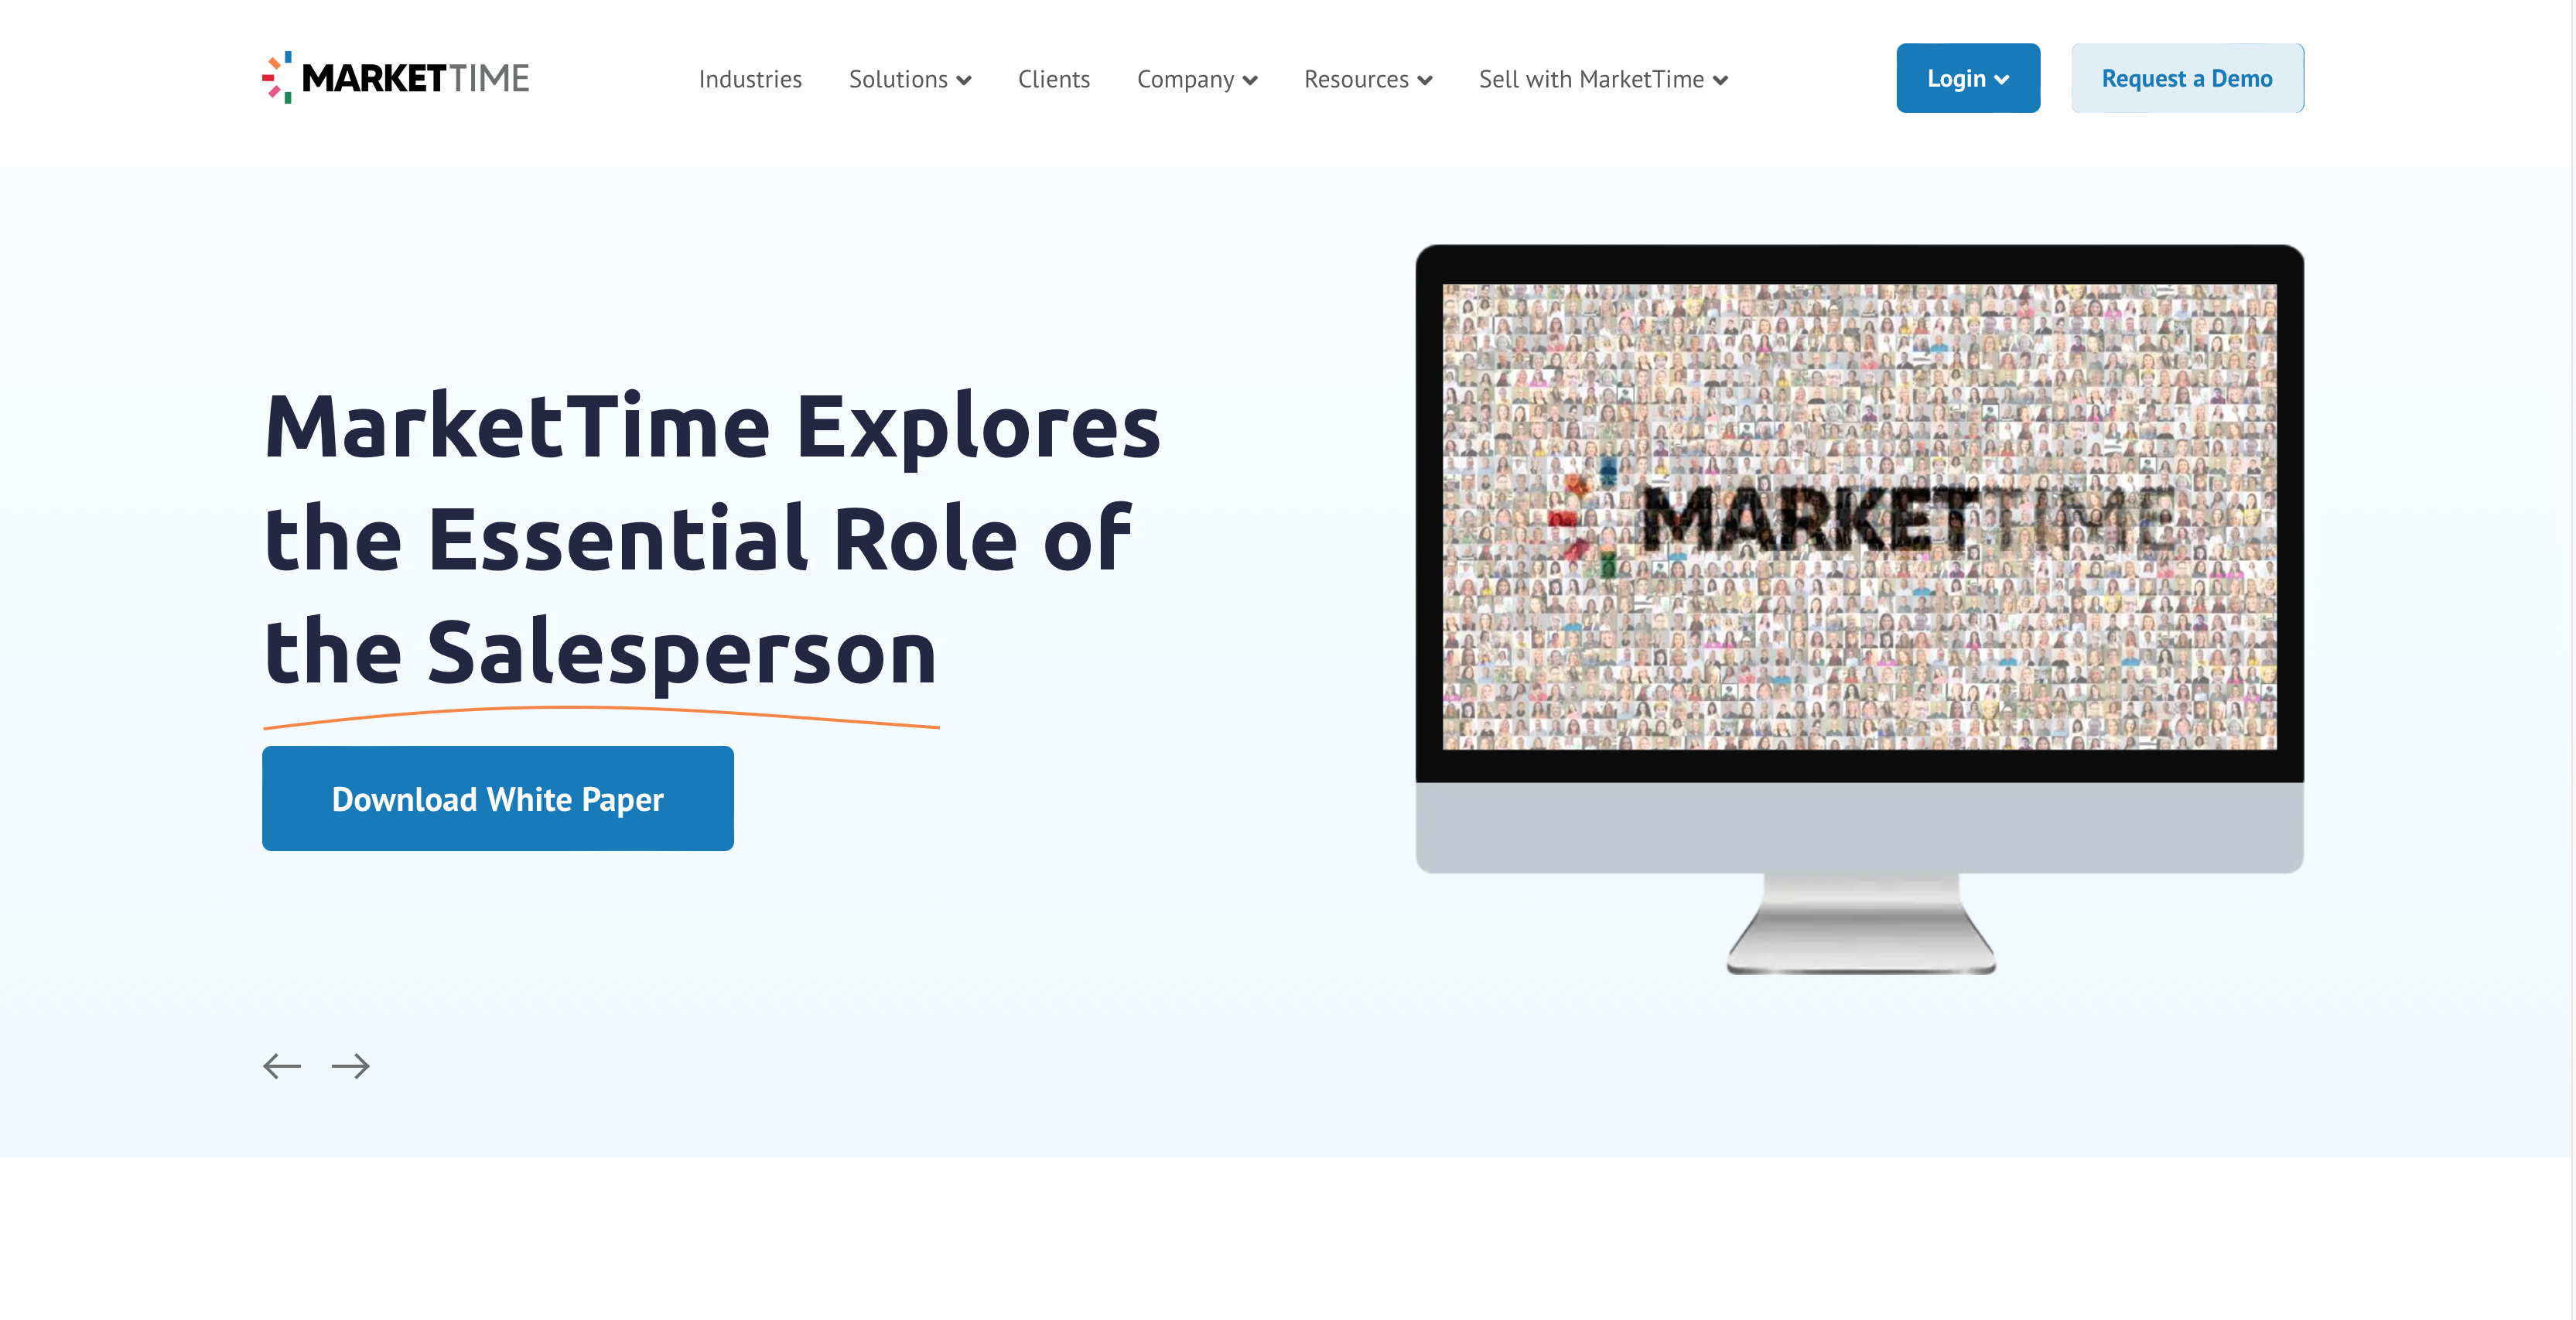 MARKETTIME
Industries
Solutions
Clients
Company
Resources
Sell with MarketTime
Login
Request a Demo
MarketTime Explores
the Essential Role of
the Salesperson
Download White Paper
MARKETTIME